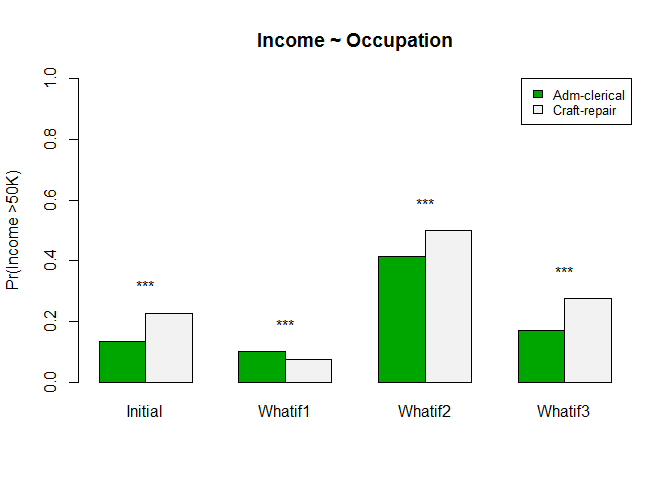 Income ~ Occupation
Pr(Income >50K)
1.0
0.8
0.6
0.4
0.2
0.0
Adm-clerical
Craft-repair
***
***
***
***
Initial
Whatif1
Whatif2
Whatif3